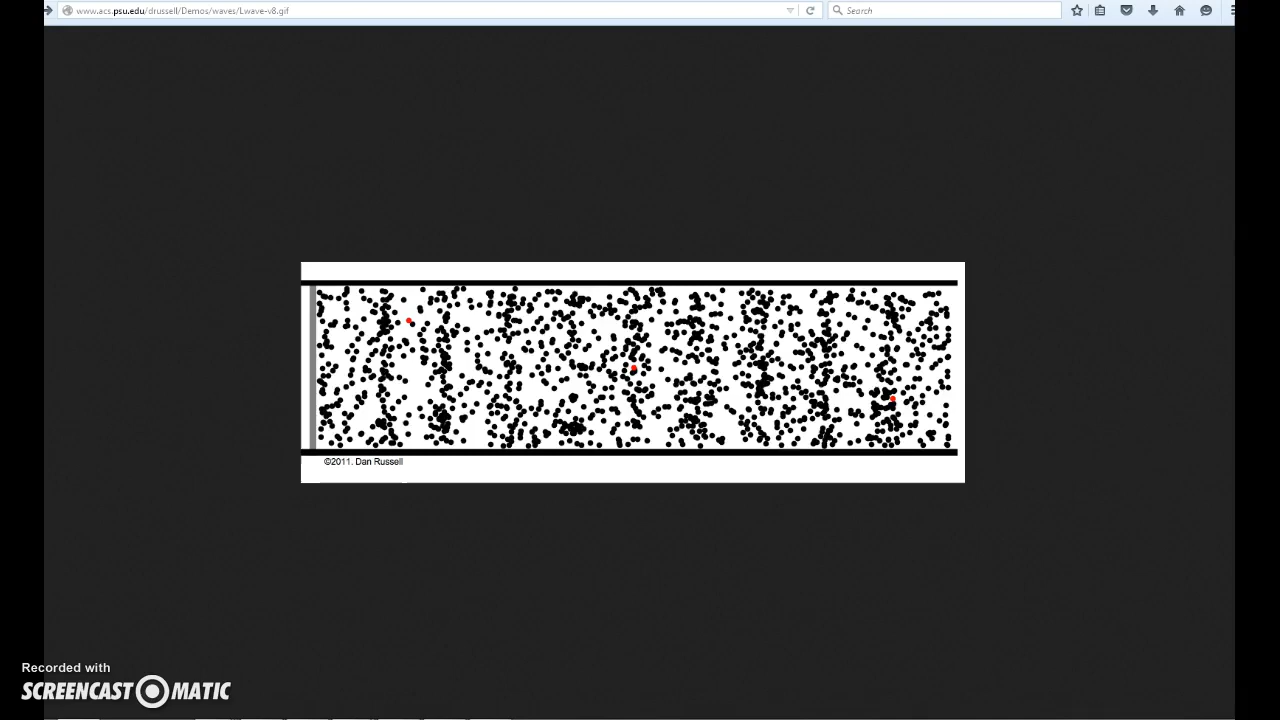 www.acs.psu.edu/drussell/Demos/waves/Lwave-v8.gif
Search
©2011. Dan Russell
Recorded with
SCREENCAST MATIC